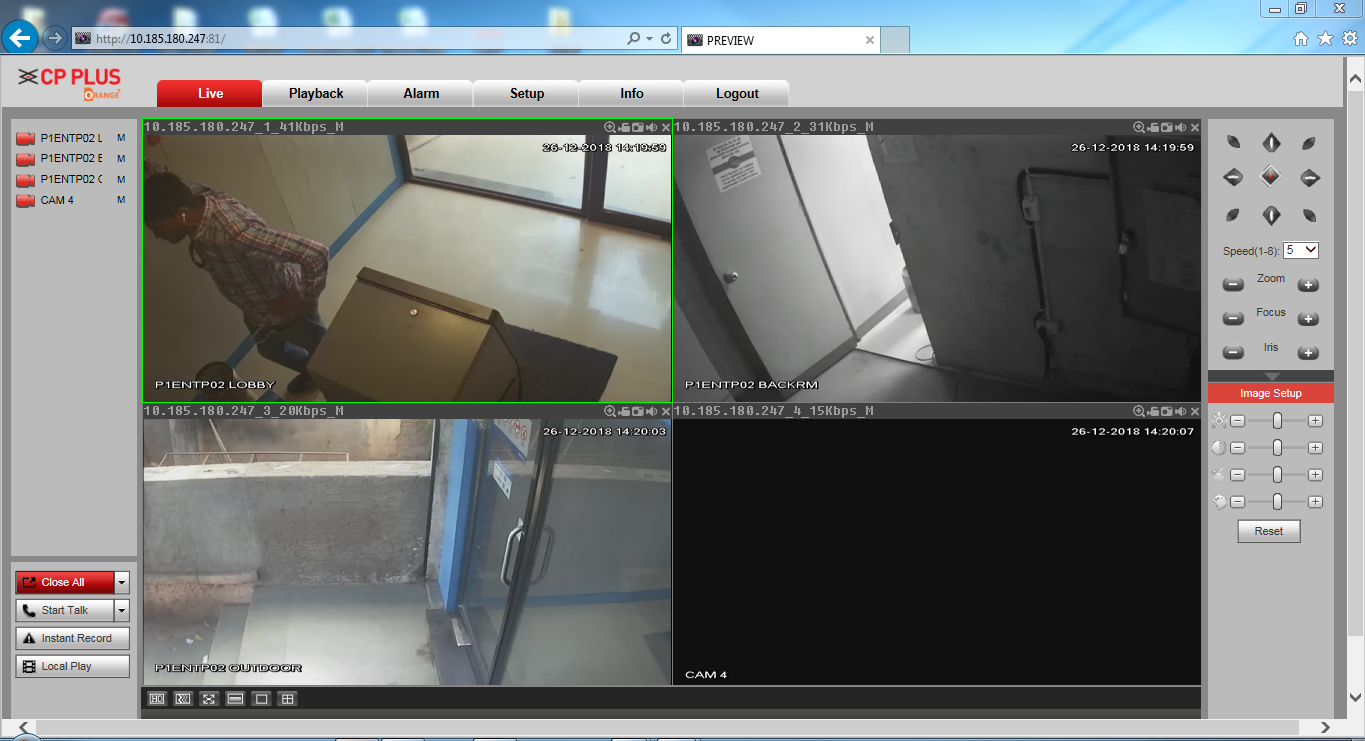 http://10.185.180.247:81/
PREVIEW
CP PLUS
ORANGE
Live
Playback
Alarm
Setup
Info
Logout
P1ENTP02 L M
P1ENTP02 B M
P1ENTP02 C M
CAM 4 M
10.185.180.247_1_41Kbps_M
26-12-2018 14:19:59
P1ENTP02 LOBBY
10.185.180.247_2_31Kbps_M
26-12-2018 14:19:59
P1ENTP02 BACKRM
10.185.180.247_3_20Kbps_M
26-12-2018 14:20:03
P1ENTP02 OUTDOOR
10.185.180.247_4_15Kbps_M
26-12-2018 14:20:07
CAM 4
Speed(1-8): 5
Zoom
Focus
Iris
Image Setup
Reset
Close All
Start Talk
Instant Record
Local Play
HD